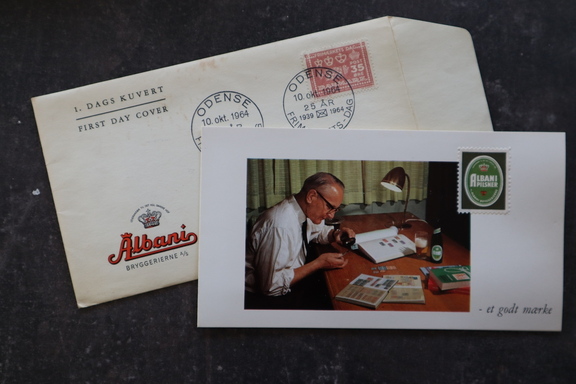 1. DAGS KUVERT
FIRST DAY COVER
ODENSE
10.okt.1964
ODENSE
10.okt.1964
25 ÅR
1939 1964
35
Albani
BRYGGERIERNE A/S
ALBANI
PILSNER
- et godt mærke